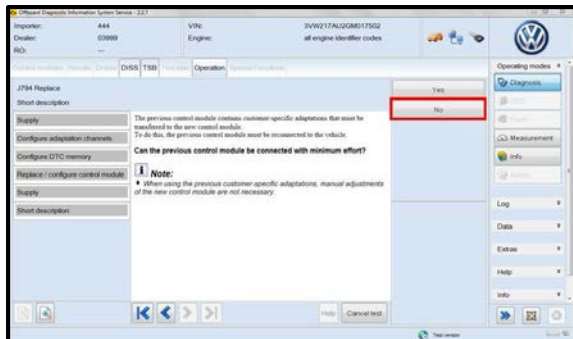 Offboard Diagnostic Information System Service - 2.2.1
Importer: 444 VIN: 3VW217AU2GM017502
Dealer: 03999 Engine: all engine identifier codes
RO: ---
Control modules Results Orders DISS TSB Test plan Operation Special functions
Operating modes
J794 Replace
Short description
Supply
Configure adaptation channels
Configure DTC memory
Replace / configure control module
Supply
Short description
The previous control module contains customer-specific adaptations that must be
transferred to the new control module.
To do this, the previous control module must be reconnected to the vehicle.
Can the previous control module be connected with minimum effort?
Note:
When using the previous customer-specific adaptations, manual adjustments
of the new control module are not necessary.
Yes
No
Help
Cancel test
Diagnosis
Measurement
Info
Log
Data
Extras
Help
Info
Test version